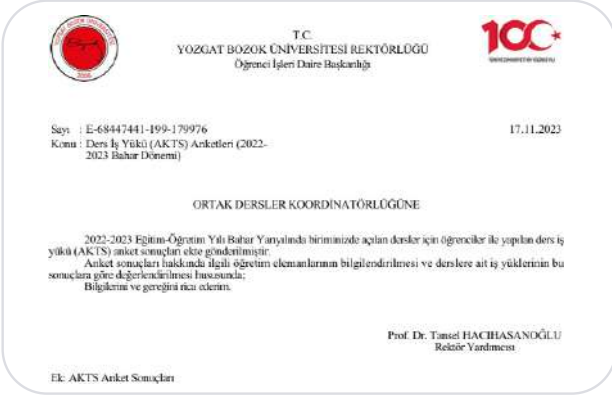 T.C.
YOZGAT BOZOK ÜNİVERSİTESİ REKTÖRLÜĞÜ
Öğrenci İşleri Daire Başkanlığı
Sayı : E-68447441-199-179976
17.11.2023
Konu : Ders İş Yükü (AKTS) Anketleri (2022-
2023 Bahar Dönemi)
ORTAK DERSLER KOORDİNATÖRLÜĞÜNE
2022-2023 Eğitim-Öğretim Yılı Bahar Yarıyılında biriminizde açılan dersler için öğrenciler ile yapılan ders iş
yükü (AKTS) anket sonuçları ekte gönderilmiştir.
Anket sonuçları hakkında ilgili öğretim elemanlarının bilgilendirilmesi ve derslere ait iş yüklerinin bu
sonuçlara göre değerlendirilmesi hususunda;
Bilgilerini ve gereğini rica ederim.
Prof. Dr. Tansel HACIHASANOĞLU
Rektör Yardımcısı
Ek: AKTS Anket Sonuçları